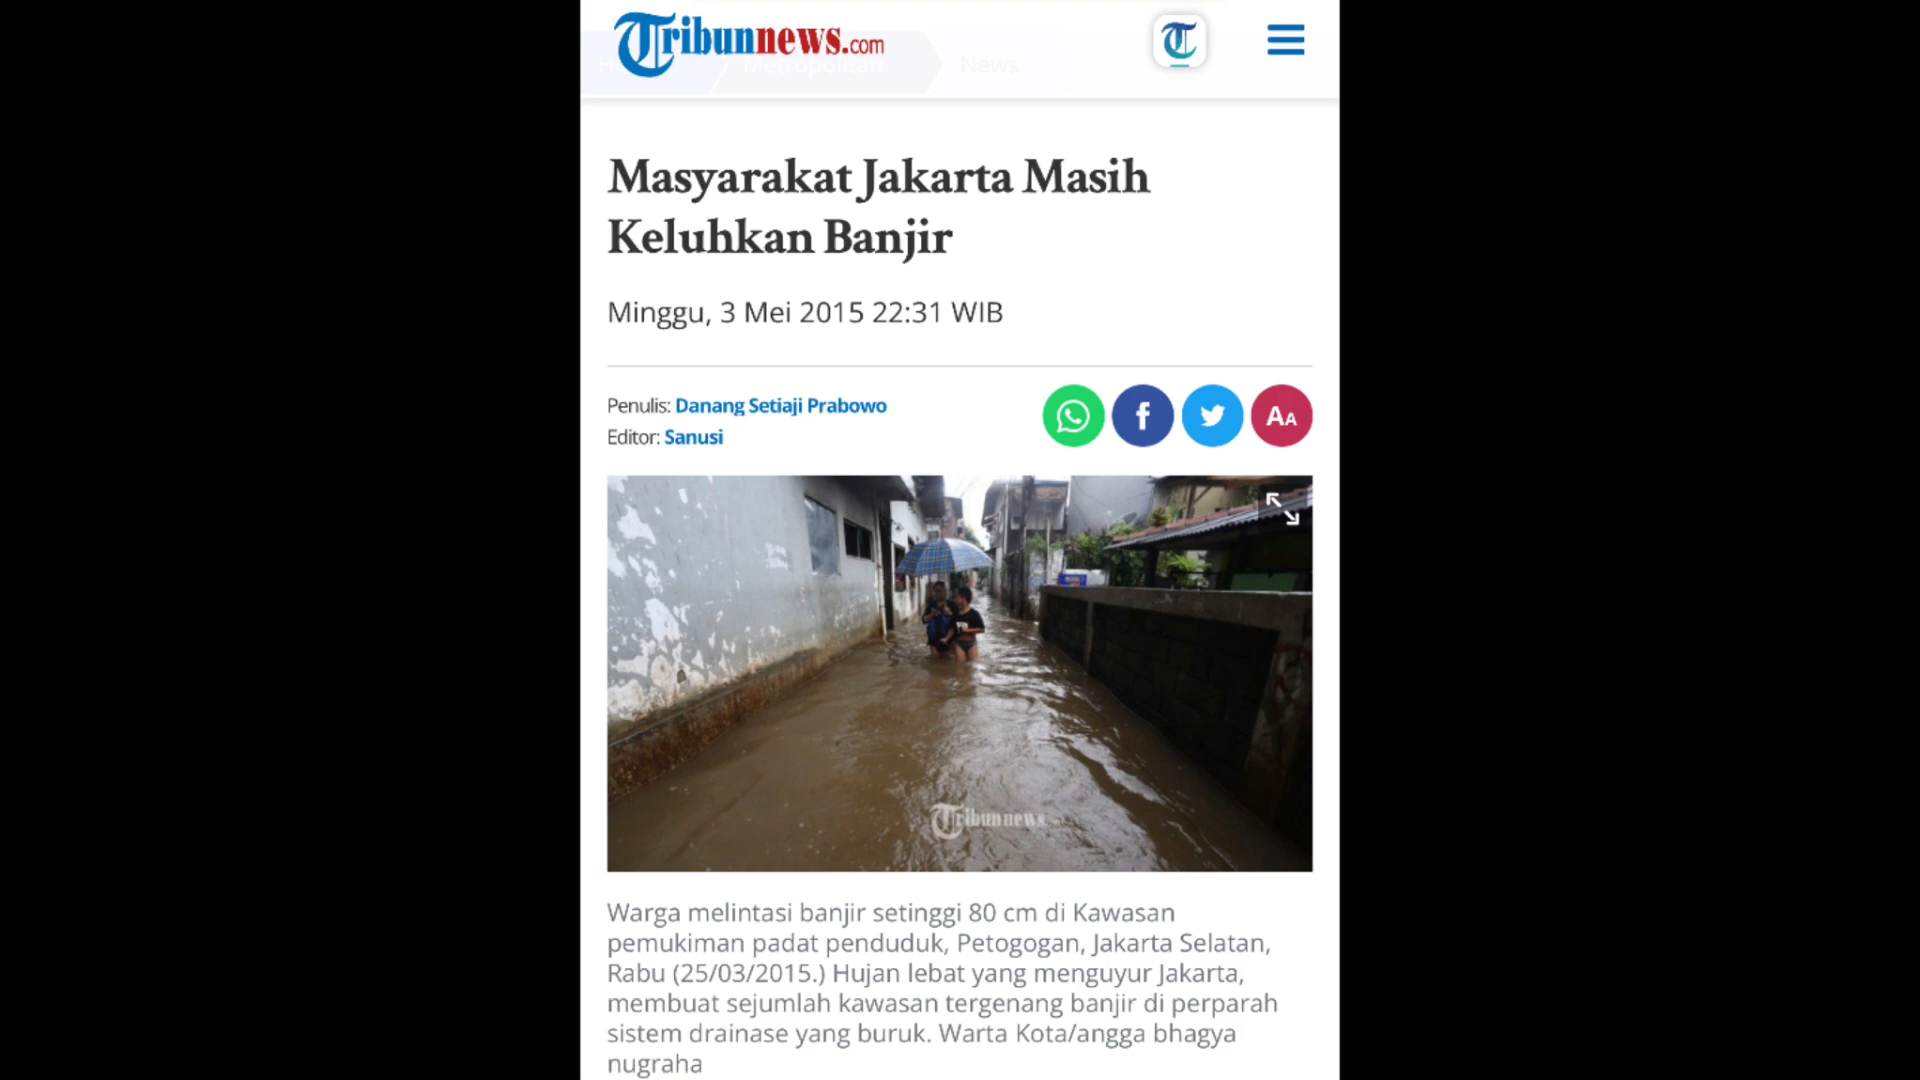 Tribunnews.com
Metropolitan
News
Masyarakat Jakarta Masih
Keluhkan Banjir
Minggu, 3 Mei 2015 22:31 WIB
Penulis: Danang Setiaji Prabowo
Editor: Sanusi
AA
Tribunnews
Warga melintasi banjir setinggi 80 cm di Kawasan
pemukiman padat penduduk, Petogogan, Jakarta Selatan,
Rabu (25/03/2015.) Hujan lebat yang menguyur Jakarta,
membuat sejumlah kawasan tergenang banjir di perparah
sistem drainase yang buruk. Warta Kota/angga bhagya
nugraha